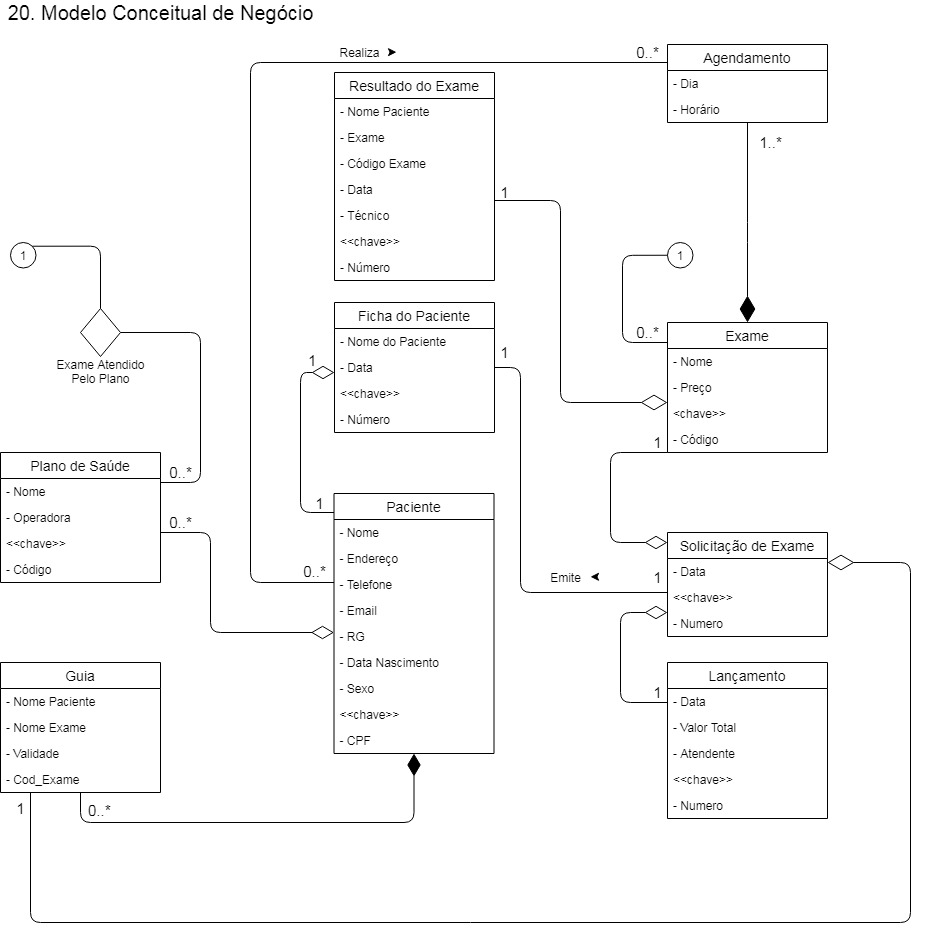 20. Modelo Conceitual de Negócio
Realiza
0..*
Agendamento
- Dia
- Horário
1..*
Resultado do Exame
- Nome Paciente
- Exame
- Código Exame
- Data
- Técnico
<<chave>>
- Número
1
1
Exame Atendido
Pelo Plano
1
0..*
Exame
- Nome
- Preço
<chave>>
- Código
1
Ficha do Paciente
- Nome do Paciente
- Data
<<chave>>
- Número
1
1
1
Plano de Saúde
- Nome
- Operadora
<<chave>>
- Código
0..*
0..*
Paciente
- Nome
- Endereço
- Telefone
- Email
- RG
- Data Nascimento
- Sexo
<<chave>>
- CPF
0..*
Emite
1
Solicitação de Exame
- Data
<<chave>>
- Numero
Guia
- Nome Paciente
- Nome Exame
- Validade
- Cod_Exame
1
0..*
Lançamento
- Data
- Valor Total
- Atendente
<<chave>>
- Numero
1